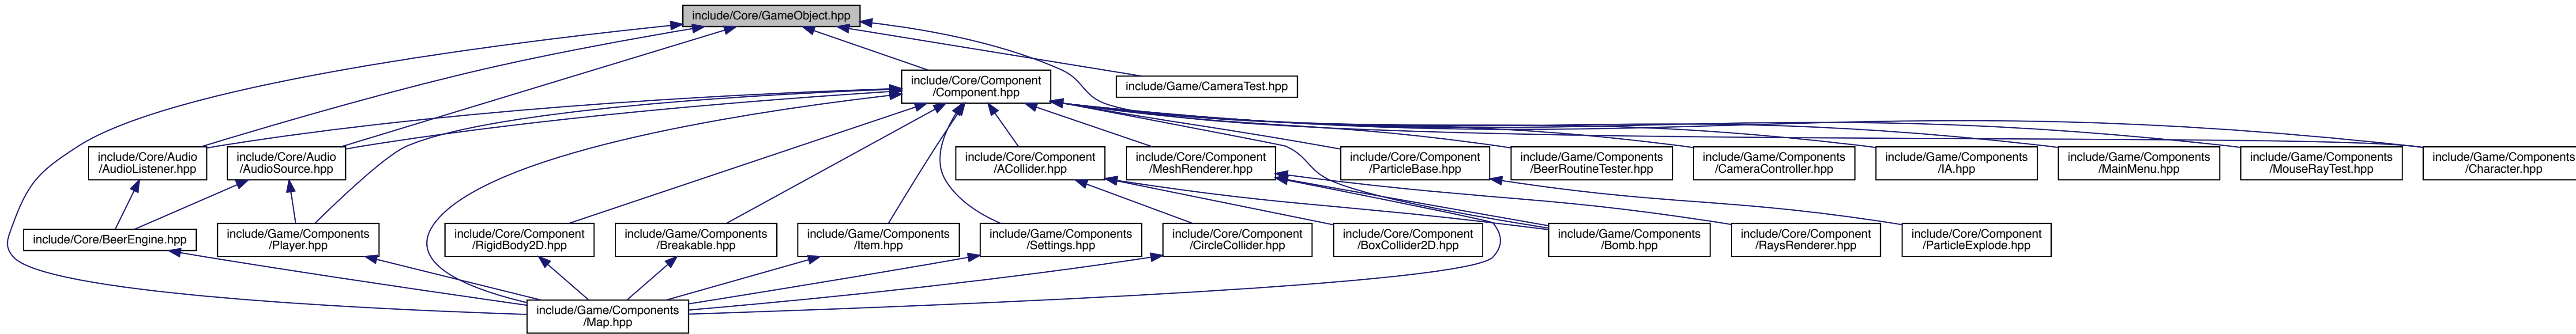 include/Core/GameObject.hpp
include/Core/Component
/Component.hpp
include/Game/CameraTest.hpp
include/Core/Audio
/AudioListener.hpp
include/Core/Audio
/AudioSource.hpp
include/Core/Component
/ACollider.hpp
include/Core/Component
/MeshRenderer.hpp
include/Core/Component
/ParticleBase.hpp
include/Game/Components
/BeerRoutineTester.hpp
include/Game/Components
/CameraController.hpp
include/Game/Components
/IA.hpp
include/Game/Components
/MainMenu.hpp
include/Game/Components
/MouseRayTest.hpp
include/Game/Components
/Character.hpp
include/Core/BeerEngine.hpp
include/Game/Components
/Player.hpp
include/Core/Component
/RigidBody2D.hpp
include/Game/Components
/Breakable.hpp
include/Game/Components
/Item.hpp
include/Game/Components
/Settings.hpp
include/Core/Component
/CircleCollider.hpp
include/Core/Component
/BoxCollider2D.hpp
include/Game/Components
/Bomb.hpp
include/Core/Component
/RaysRenderer.hpp
include/Core/Component
/ParticleExplode.hpp
include/Game/Components
/Map.hpp